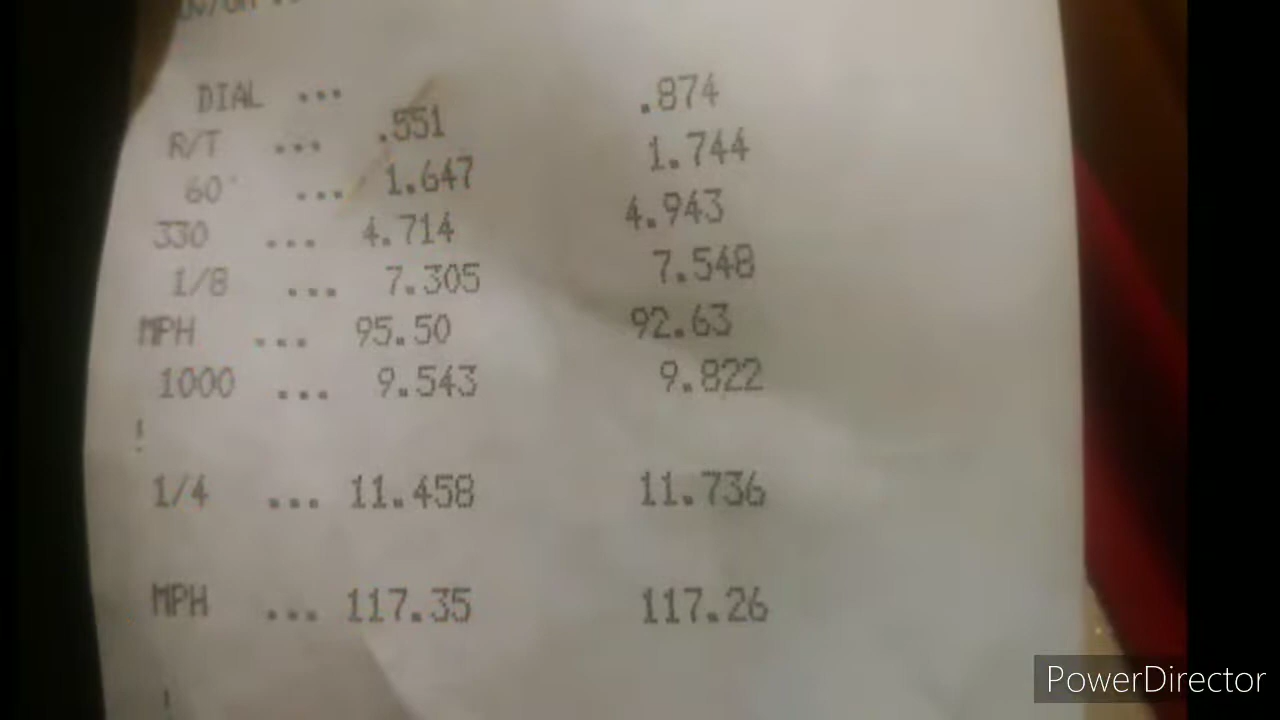 DIAL ...
R/T ... .551 .874
60' ... 1.647 1.744
330 ... 4.714 4.943
1/8 ... 7.305 7.548
MPH ... 95.50 92.63
1000 ... 9.543 9.822
!
1/4 ... 11.458 11.736
MPH ... 117.35 117.26
!
PowerDirector